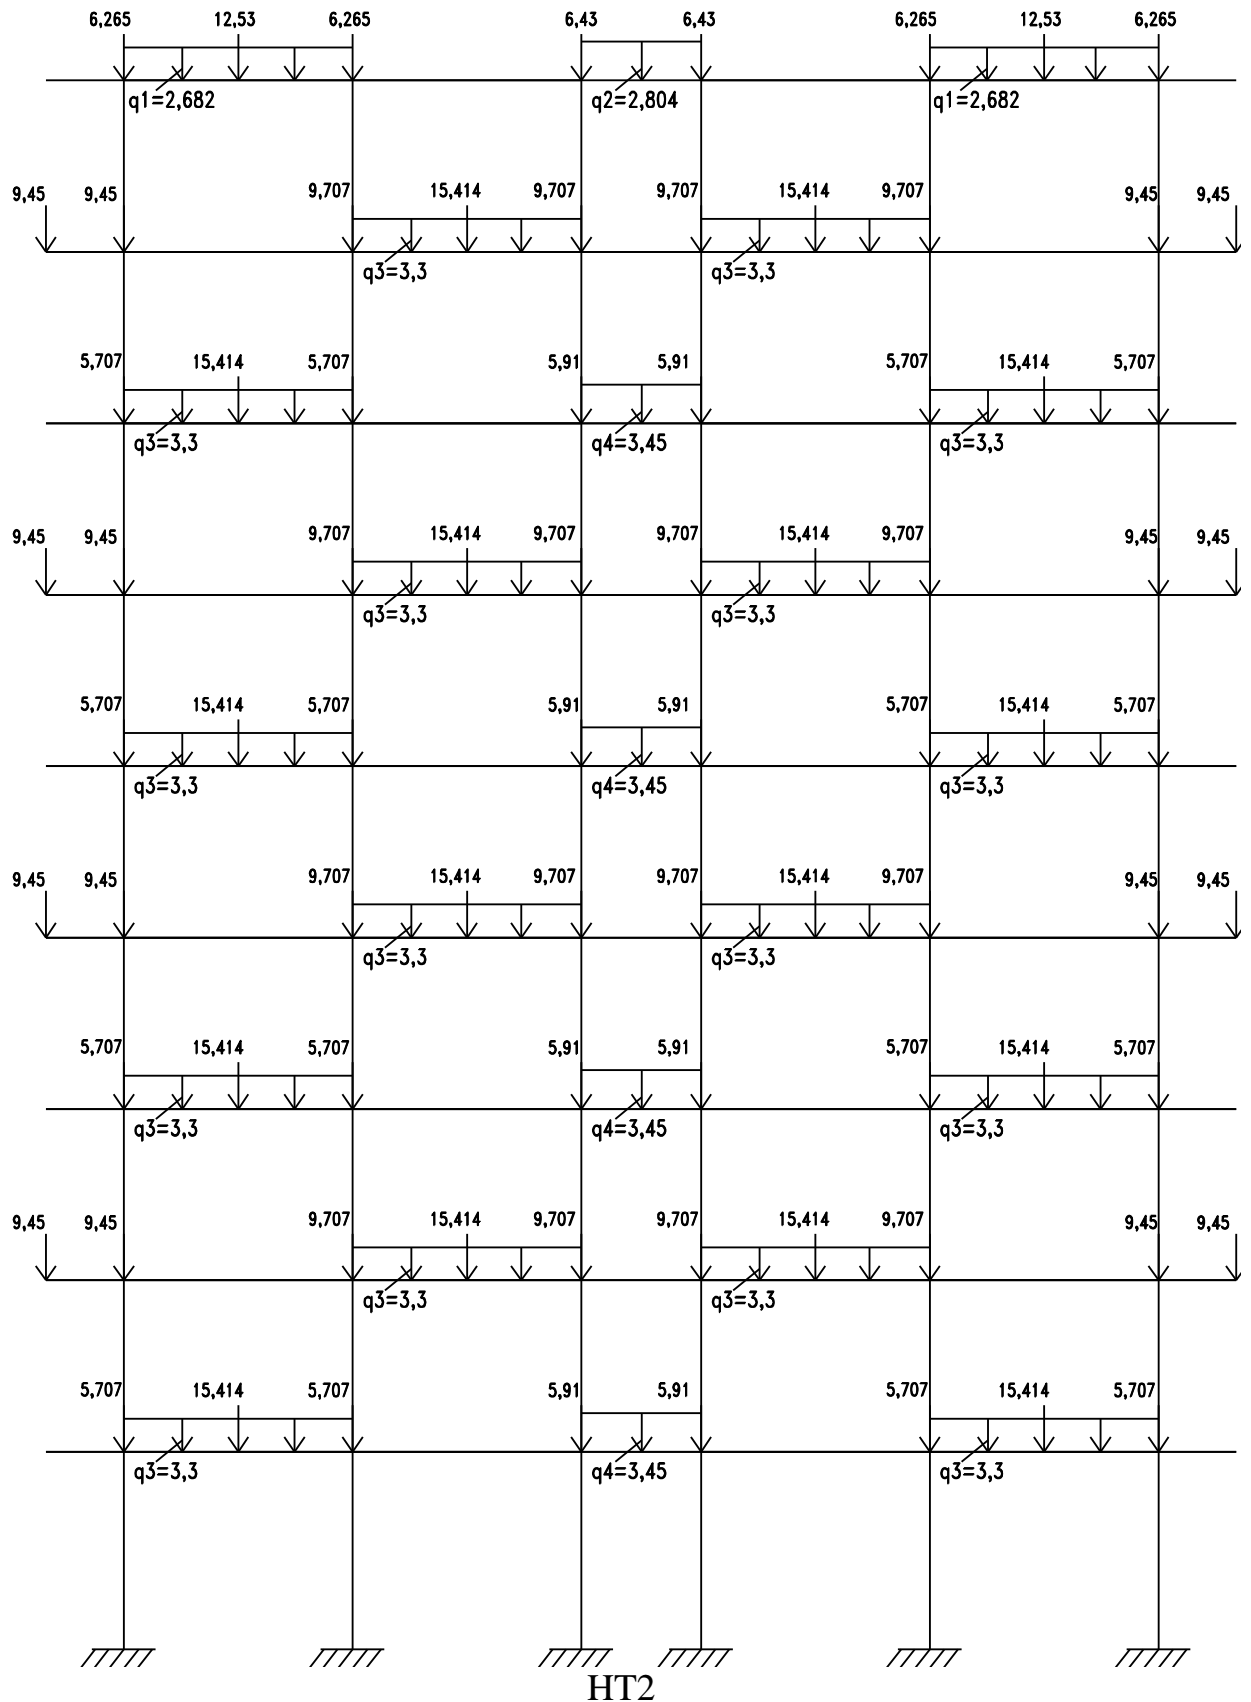 6,265 12,53 6,265 6,43 6,43 6,265 12,53 6,265
q1=2,682 q2=2,804 q1=2,682
9,45 9,45 9,707 15,414 9,707 9,707 15,414 9,707 9,45 9,45
q3=3,3 q3=3,3
5,707 15,414 5,707 5,91 5,91 5,707 15,414 5,707
q3=3,3 q4=3,45 q3=3,3
9,45 9,45 9,707 15,414 9,707 9,707 15,414 9,707 9,45 9,45
q3=3,3 q3=3,3
5,707 15,414 5,707 5,91 5,91 5,707 15,414 5,707
q3=3,3 q4=3,45 q3=3,3
9,45 9,45 9,707 15,414 9,707 9,707 15,414 9,707 9,45 9,45
q3=3,3 q3=3,3
5,707 15,414 5,707 5,91 5,91 5,707 15,414 5,707
q3=3,3 q4=3,45 q3=3,3
9,45 9,45 9,707 15,414 9,707 9,707 15,414 9,707 9,45 9,45
q3=3,3 q3=3,3
5,707 15,414 5,707 5,91 5,91 5,707 15,414 5,707
q3=3,3 q4=3,45 q3=3,3
HT2